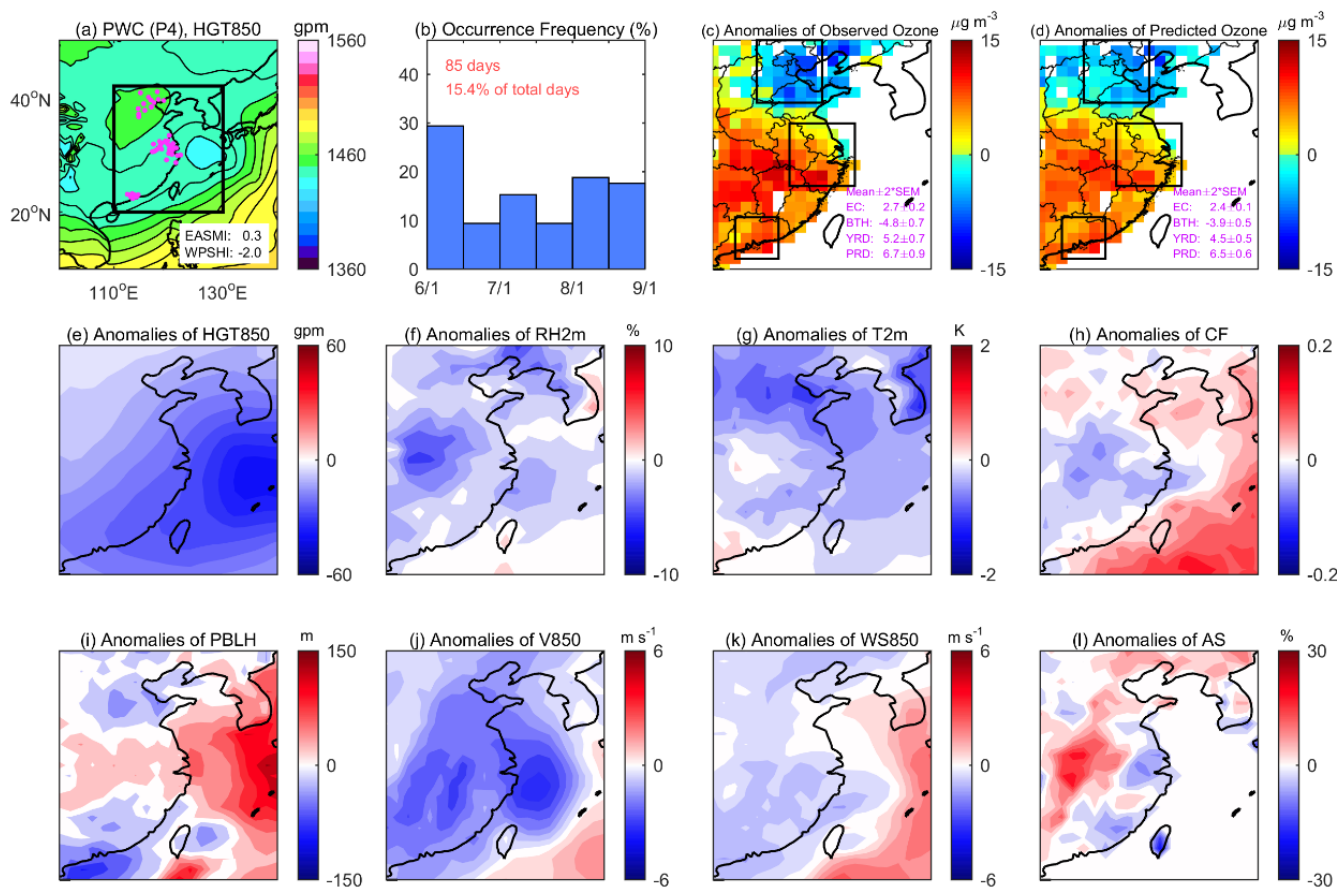 (a) PWC (P4), HGT850 gpm
1560
40°N
1460
20°N
EASMI: 0.3
WPSHI: -2.0
1360
110°E 130°E
(b) Occurrence Frequency (%)
85 days
15.4% of total days
40
30
20
10
0
6/1 7/1 8/1 9/1
(c) Anomalies of Observed Ozone μg m-3
15
0
Mean±2*SEM
EC: 2.7±0.2
BTH: -4.8±0.7
YRD: 5.2±0.7
PRD: 6.7±0.9
-15
(d) Anomalies of Predicted Ozone μg m-3
15
0
Mean±2*SEM
EC: 2.4±0.1
BTH: -3.9±0.5
YRD: 4.5±0.5
PRD: 6.5±0.6
-15
(e) Anomalies of HGT850 gpm
60
0
-60
(f) Anomalies of RH2m %
10
0
-10
(g) Anomalies of T2m K
2
0
-2
(h) Anomalies of CF
0.2
0
-0.2
(i) Anomalies of PBLH m
150
0
-150
(j) Anomalies of V850 m s-1
6
0
-6
(k) Anomalies of WS850 m s-1
6
0
-6
(l) Anomalies of AS %
30
0
-30